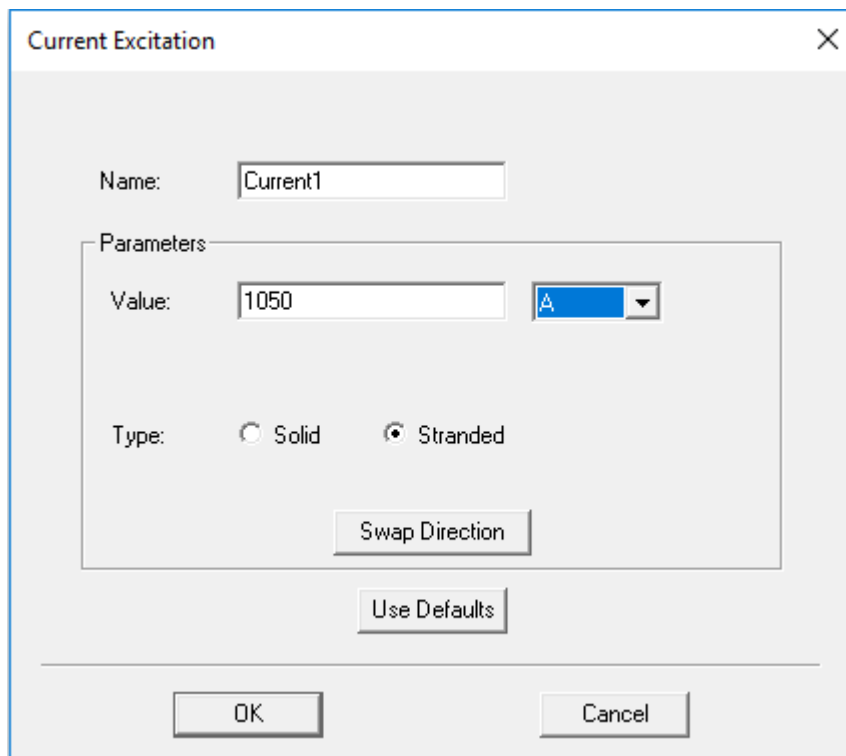 Current Excitation
Name: Current1
Parameters
Value: 1050 A
Type: Solid Stranded
Swap Direction
Use Defaults
OK Cancel